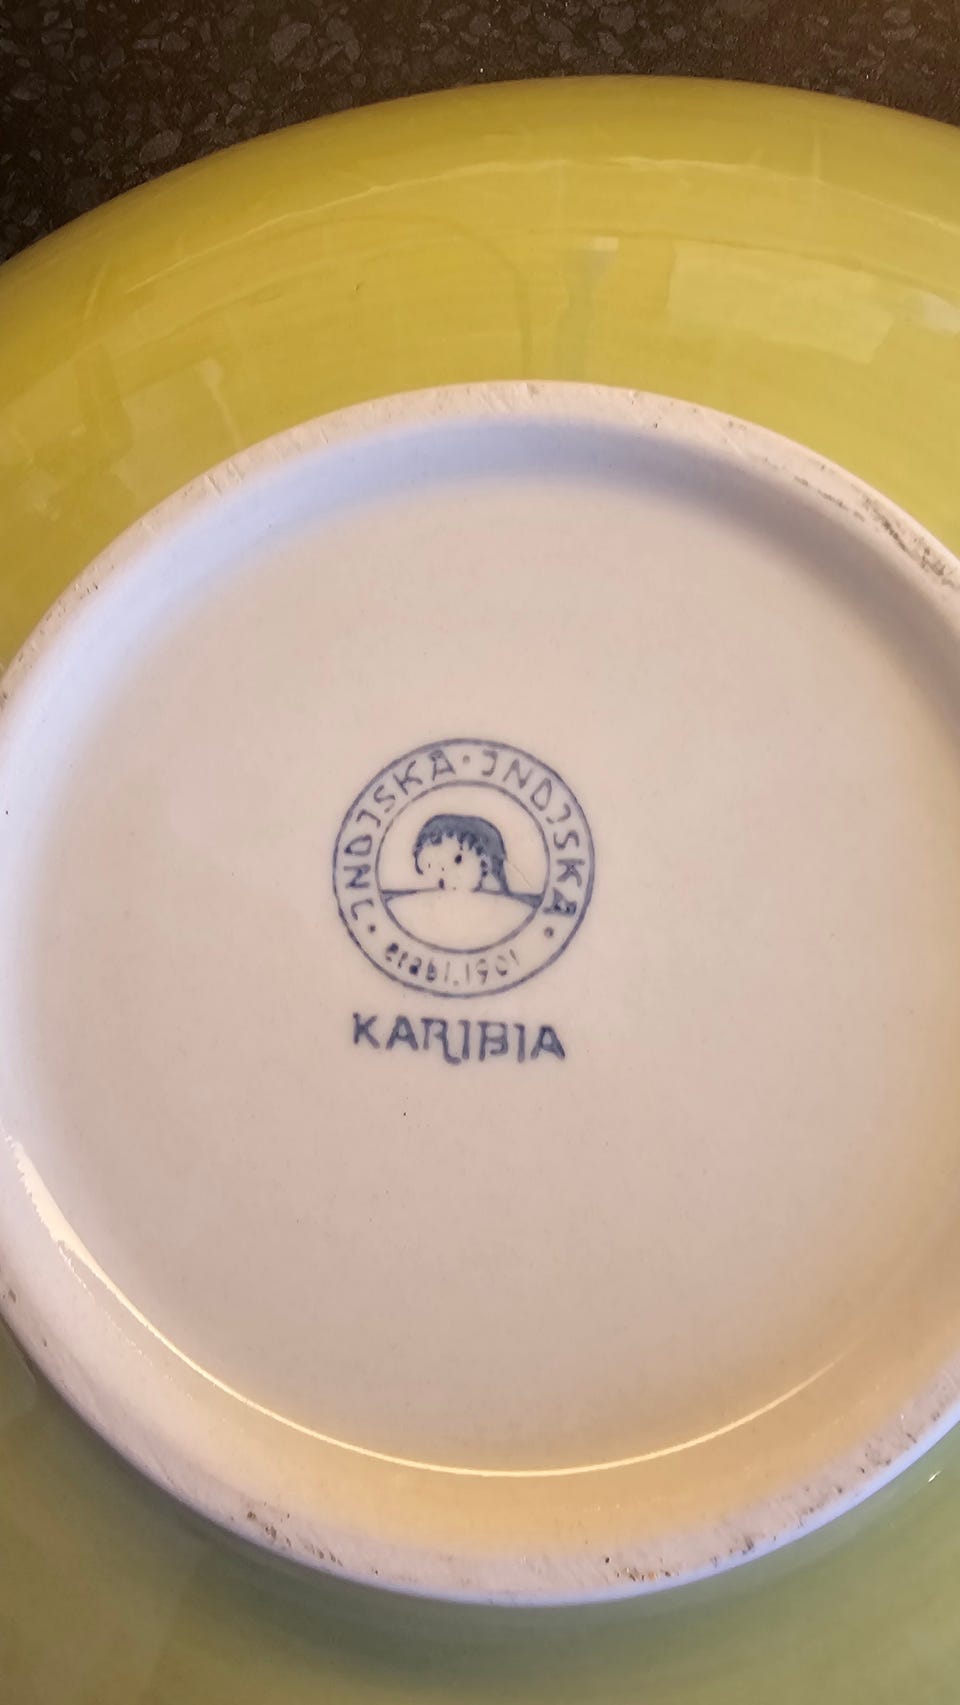 INDISKA · INDISKA ·
etabl. 1901
KARIBIA